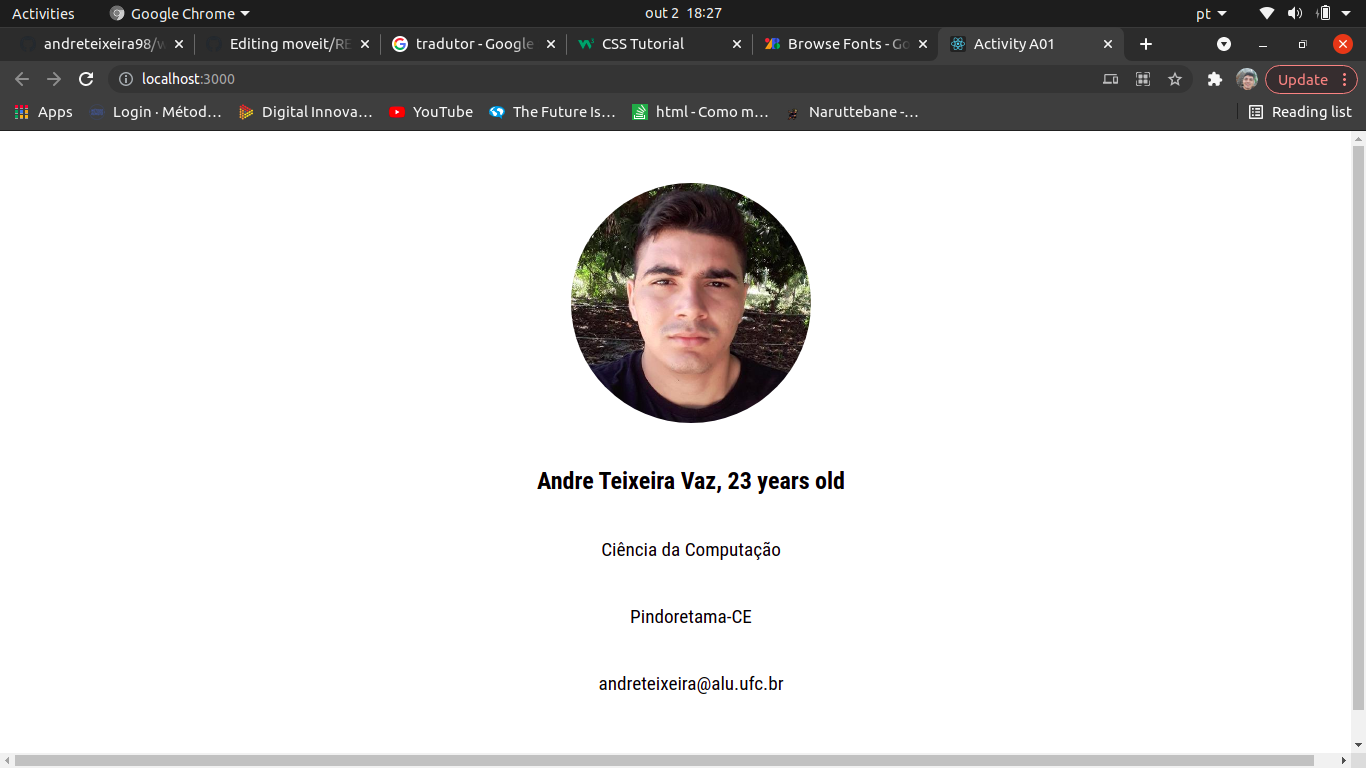 Activities Google Chrome out 2 18:27 pt
andreteixeira98/w Editing moveit/RE tradutor - Google CSS Tutorial Browse Fonts - Go Activity A01
localhost:3000 Update
Apps Login · Métod… Digital Innova… YouTube The Future Is… html - Como m… Naruttebane -… Reading list
Andre Teixeira Vaz, 23 years old
Ciência da Computação
Pindoretama-CE
andreteixeira@alu.ufc.br